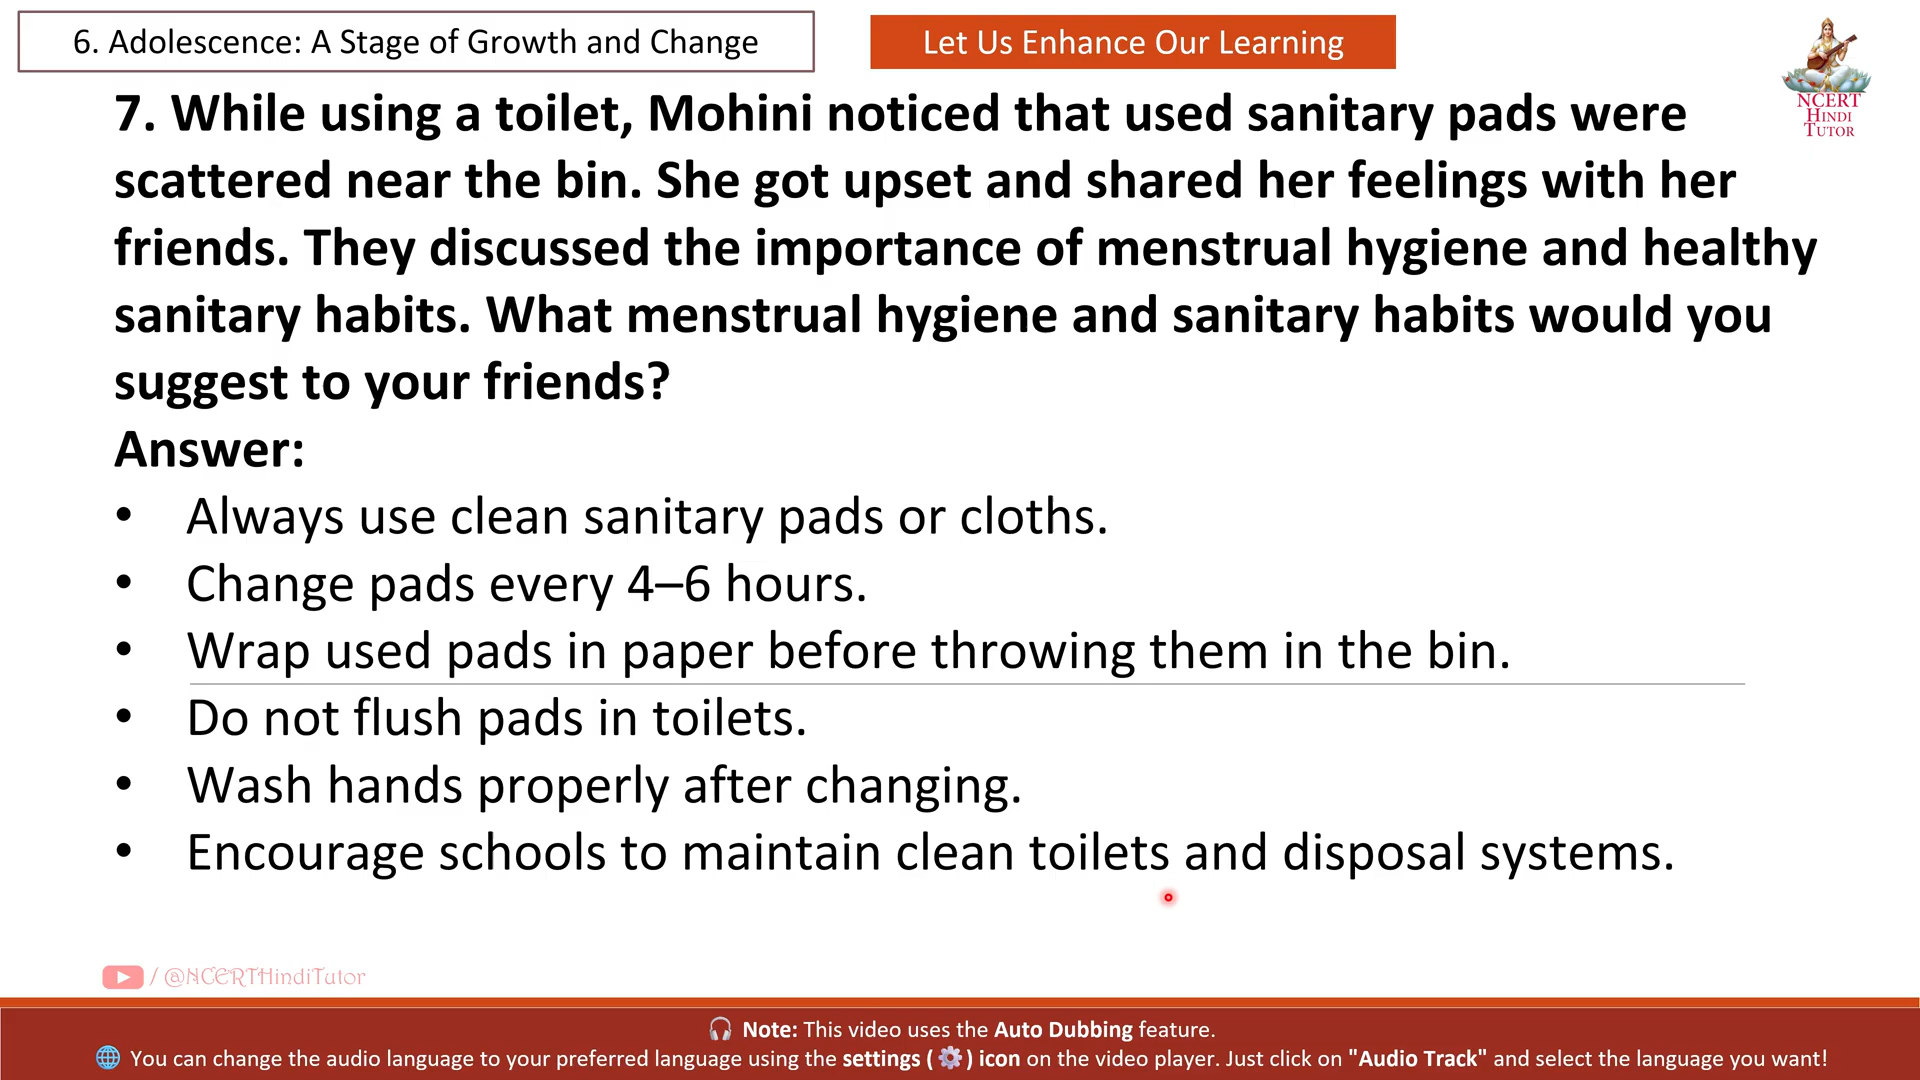 6. Adolescence: A Stage of Growth and Change
Let Us Enhance Our Learning
NCERT
HINDI
TUTOR
7. While using a toilet, Mohini noticed that used sanitary pads were
scattered near the bin. She got upset and shared her feelings with her
friends. They discussed the importance of menstrual hygiene and healthy
sanitary habits. What menstrual hygiene and sanitary habits would you
suggest to your friends?
Answer:
• Always use clean sanitary pads or cloths.
• Change pads every 4–6 hours.
• Wrap used pads in paper before throwing them in the bin.
• Do not flush pads in toilets.
• Wash hands properly after changing.
• Encourage schools to maintain clean toilets and disposal systems.
/ @NCERTHindiTutor
🎧 Note: This video uses the Auto Dubbing feature.
🌐 You can change the audio language to your preferred language using the settings ( ⚙️ ) icon on the video player. Just click on "Audio Track" and select the language you want!